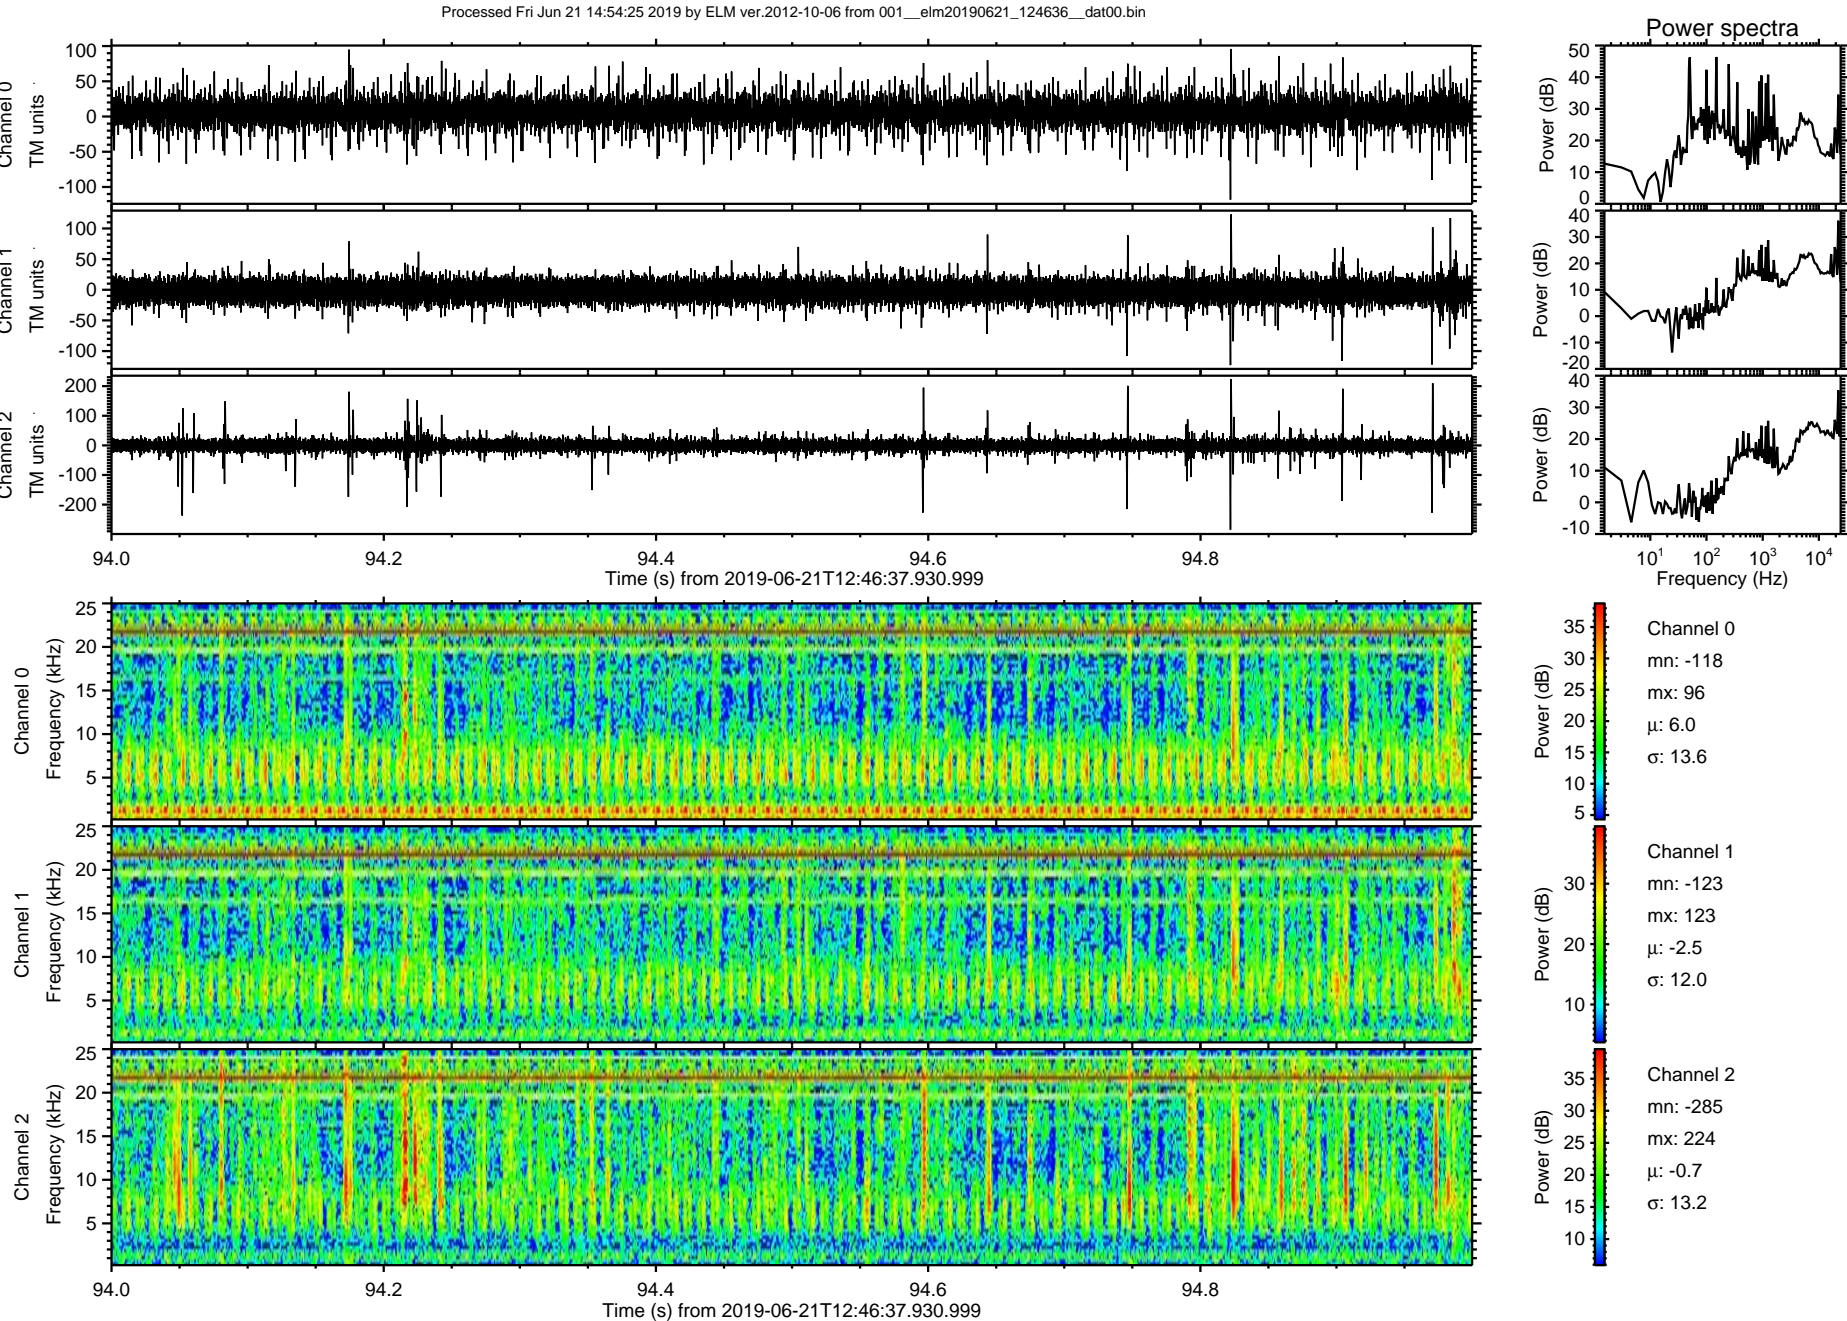 Processed Fri Jun 21 14:54:25 2019 by ELM ver.2012-10-06 from 001__elm20190621_124636__dat00.bin
Power spectra
Channel 0
TM units
100
50
0
-50
-100
Power (dB)
50
40
30
20
10
0
Channel 1
TM units
100
50
0
-50
-100
Power (dB)
40
30
20
10
0
-10
-20
Channel 2
TM units
200
100
0
-100
-200
Power (dB)
40
30
20
10
0
-10
94.0 94.2 94.4 94.6 94.8
Time (s) from 2019-06-21T12:46:37.930.999
10¹ 10² 10³ 10⁴
Frequency (Hz)
Channel 0
Frequency (kHz)
25
20
15
10
5
Power (dB)
35
30
25
20
15
10
5
Channel 0
mn: -118
mx: 96
μ: 6.0
σ: 13.6
Channel 1
Frequency (kHz)
25
20
15
10
5
Power (dB)
30
20
10
Channel 1
mn: -123
mx: 123
μ: -2.5
σ: 12.0
Channel 2
Frequency (kHz)
25
20
15
10
5
Power (dB)
35
30
25
20
15
10
Channel 2
mn: -285
mx: 224
μ: -0.7
σ: 13.2
94.0 94.2 94.4 94.6 94.8
Time (s) from 2019-06-21T12:46:37.930.999